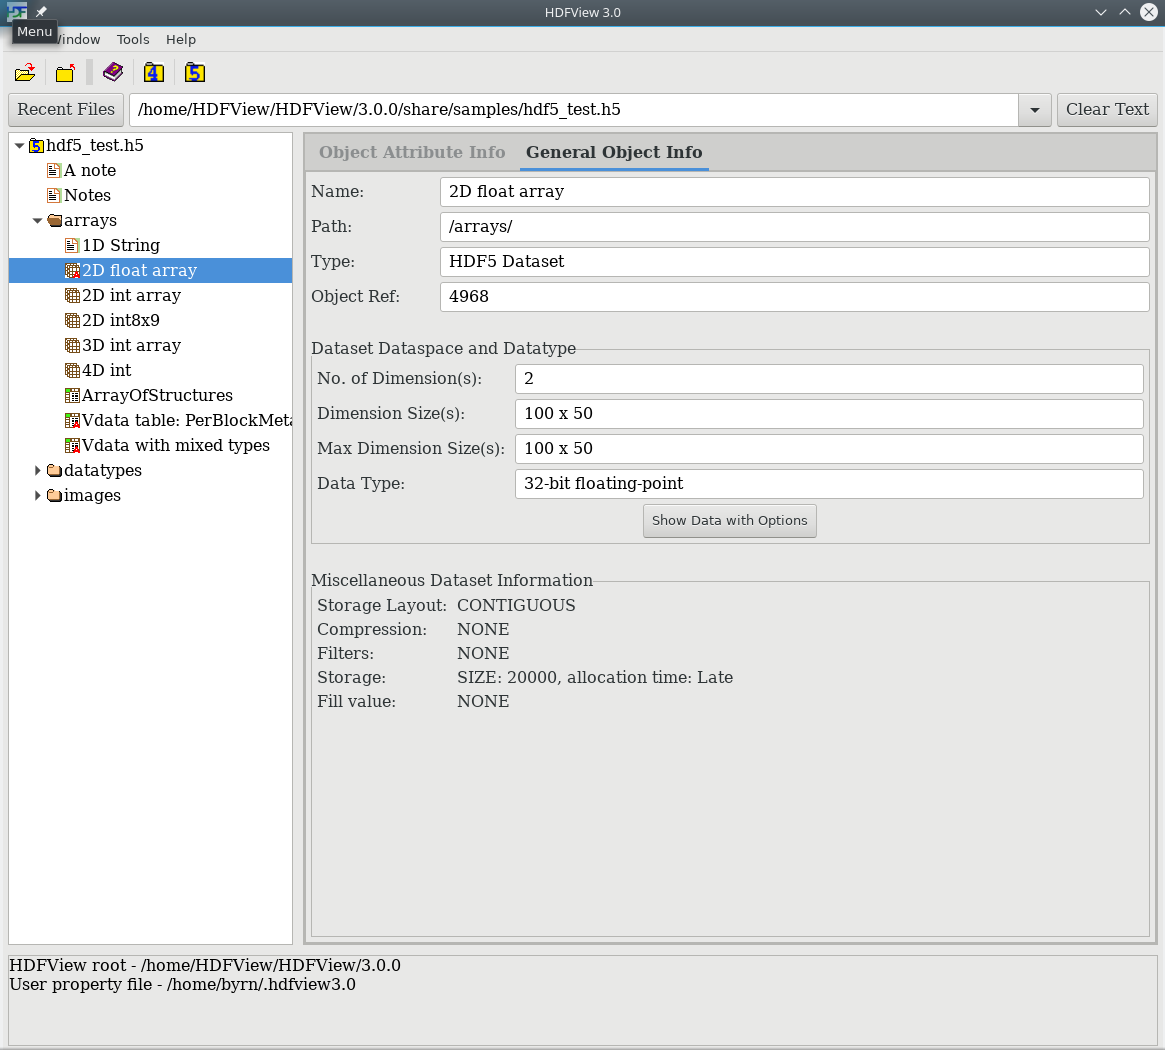 HDFView 3.0
Menu
indow Tools Help
4 5
Recent Files /home/HDFView/HDFView/3.0.0/share/samples/hdf5_test.h5 Clear Text
5 hdf5_test.h5
A note
Notes
arrays
1D String
2D float array
2D int array
2D int8x9
3D int array
4D int
ArrayOfStructures
Vdata table: PerBlockMeta
Vdata with mixed types
datatypes
images
Object Attribute Info General Object Info
Name: 2D float array
Path: /arrays/
Type: HDF5 Dataset
Object Ref: 4968
Dataset Dataspace and Datatype
No. of Dimension(s): 2
Dimension Size(s): 100 x 50
Max Dimension Size(s): 100 x 50
Data Type: 32-bit floating-point
Show Data with Options
Miscellaneous Dataset Information
Storage Layout: CONTIGUOUS
Compression: NONE
Filters: NONE
Storage: SIZE: 20000, allocation time: Late
Fill value: NONE
HDFView root - /home/HDFView/HDFView/3.0.0
User property file - /home/byrn/.hdfview3.0